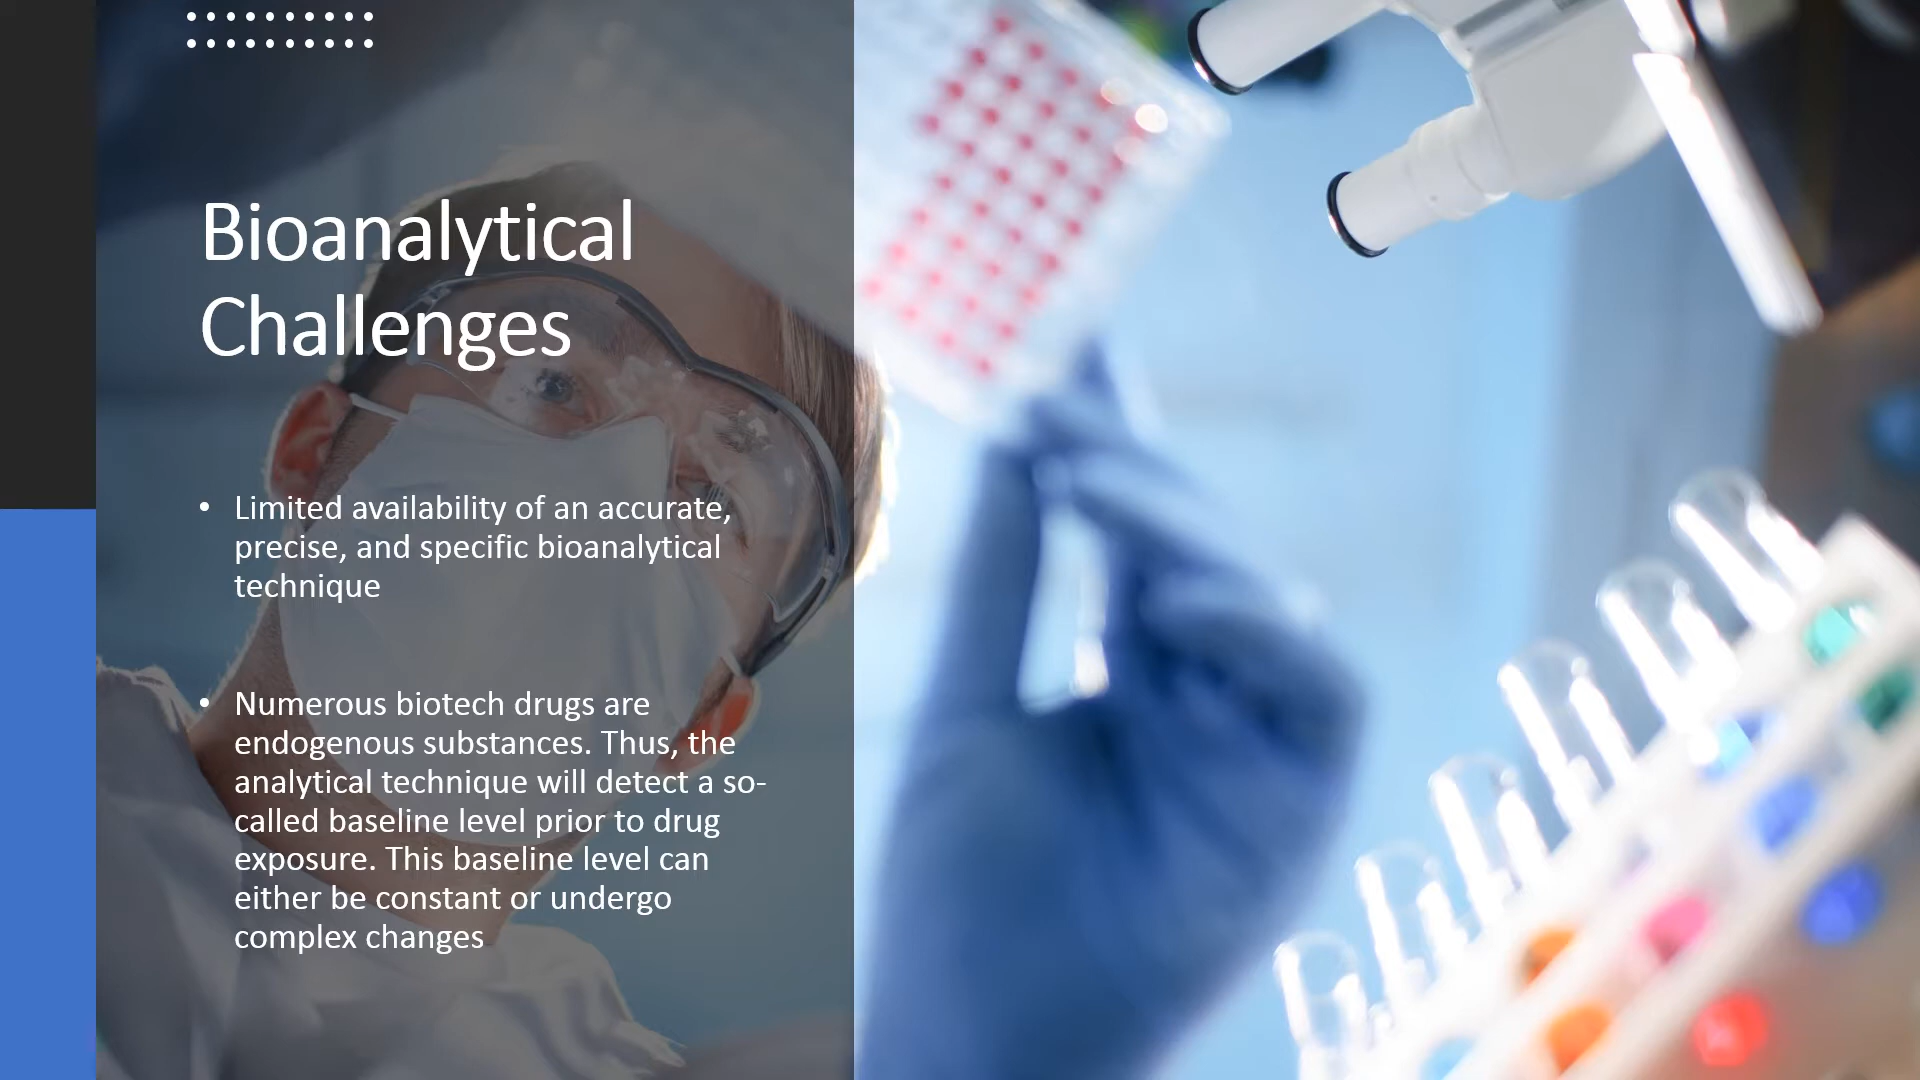 Bioanalytical
Challenges
• Limited availability of an accurate,
precise, and specific bioanalytical
technique
• Numerous biotech drugs are
endogenous substances. Thus, the
analytical technique will detect a so-
called baseline level prior to drug
exposure. This baseline level can
either be constant or undergo
complex changes